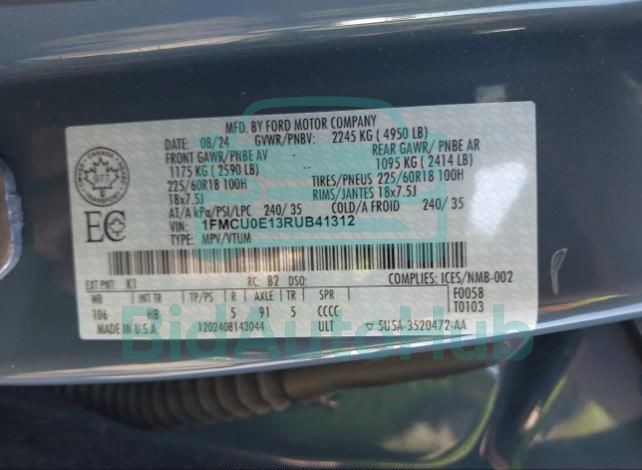 MFD. BY FORD MOTOR COMPANY
DATE: 08/24 GVWR/PNBV: 2245 KG ( 4950 LB)
FRONT GAWR/PNBE AV REAR GAWR/ PNBE AR
1175 KG (2590 LB) 1095 KG ( 2414 LB)
225/60R18 100H TIRES/PNEUS 225/60R18 100H
18x7.5J RIMS/JANTES 18x7.5J
AT/A kPa/PSI/LPC 240/ 35 COLD/A FROID 240/ 35
VIN: 1FMCU0E13RUB41312
TYPE: MPV/VTUM
EC
EXT PNT: K1 RC: B2 DSO: COMPLIES: ICES/NMB-002
WB INT TR TP/PS R AXLE TR SPR F0058
106 HB 5 91 5 CCCC T0103
MADE IN U.S.A. 1202408143044 ULT 5U5A-3520472-AA
BidAutoHub